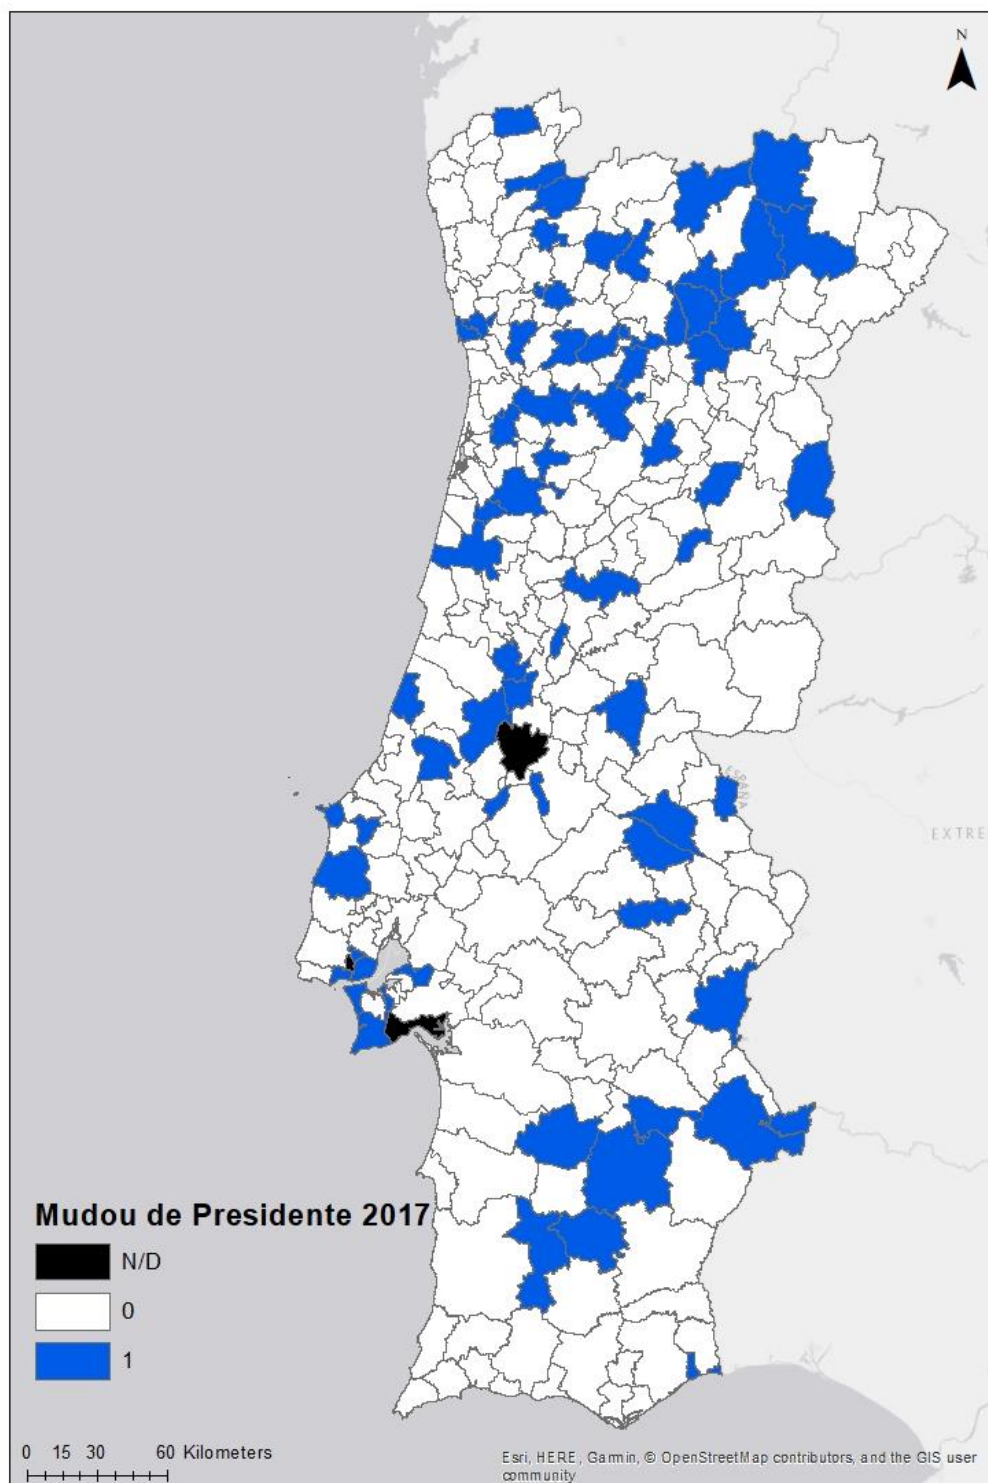 N
ESPAÑA
EXTRE
Mudou de Presidente 2017
N/D
0
1
0 15 30 60 Kilometers
Esri, HERE, Garmin, © OpenStreetMap contributors, and the GIS user
community